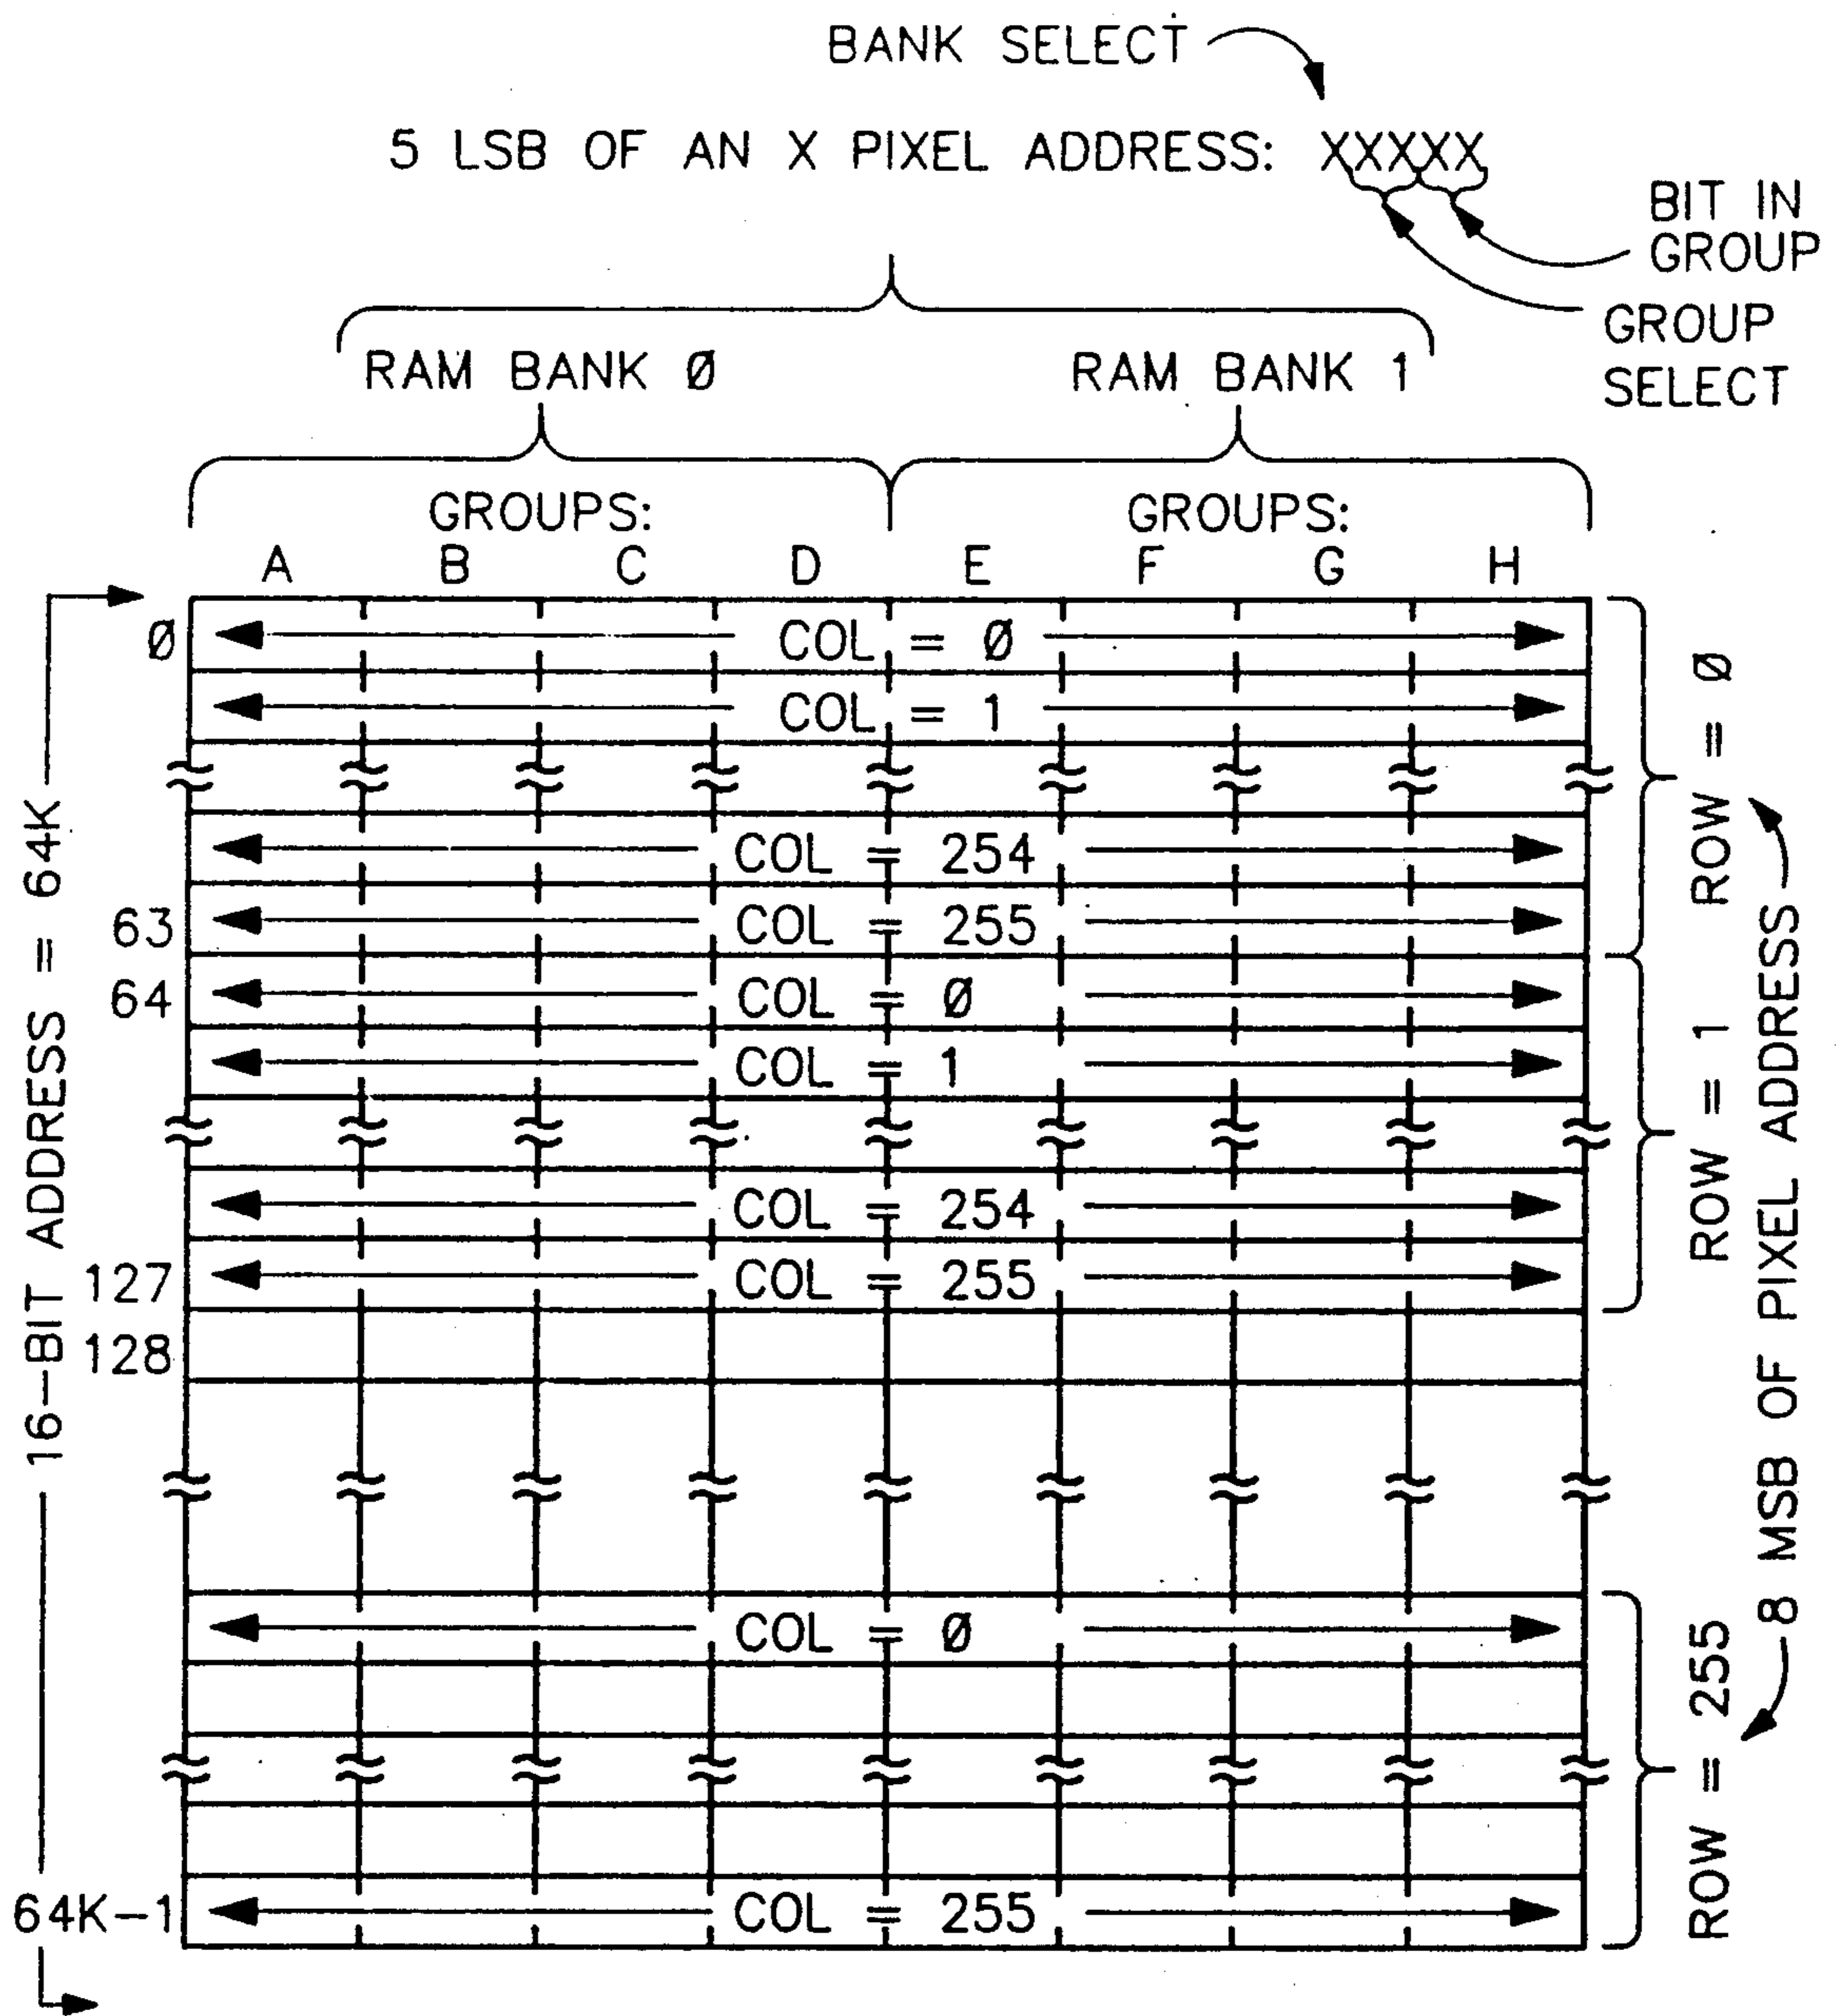 BANK SELECT
5 LSB OF AN X PIXEL ADDRESS: XXXXX
BIT IN
GROUP
GROUP
SELECT
RAM BANK Ø
RAM BANK 1
GROUPS:
GROUPS:
A B C D E F G H
16-BIT ADDRESS = 64K
Ø COL = Ø
COL = 1
COL = 254
63 COL = 255
ROW = Ø
64 COL = Ø
COL = 1
COL = 254
127 COL = 255
ROW = 1
128
8 MSB OF PIXEL ADDRESS
COL = Ø
64K-1 COL = 255
ROW = 255